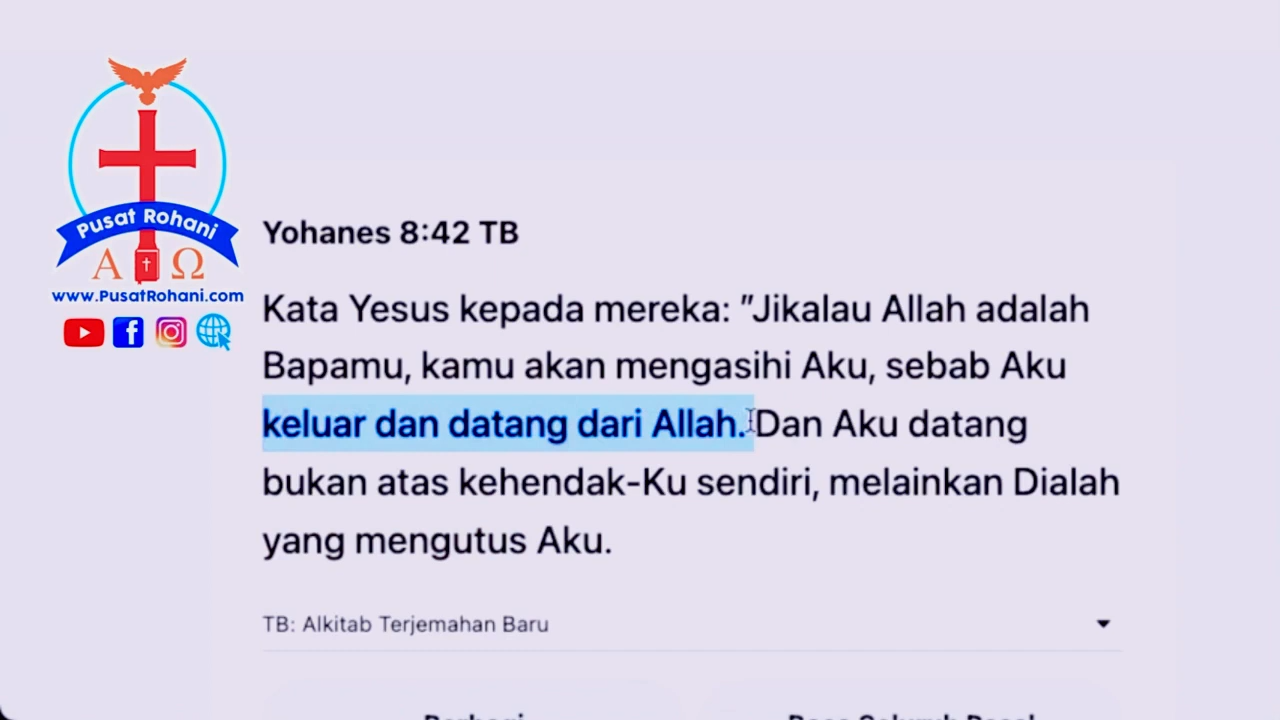 Pusat Rohani
Α Ω
www.PusatRohani.com
Yohanes 8:42 TB
Kata Yesus kepada mereka: "Jikalau Allah adalah
Bapamu, kamu akan mengasihi Aku, sebab Aku
keluar dan datang dari Allah. Dan Aku datang
bukan atas kehendak-Ku sendiri, melainkan Dialah
yang mengutus Aku.
TB: Alkitab Terjemahan Baru